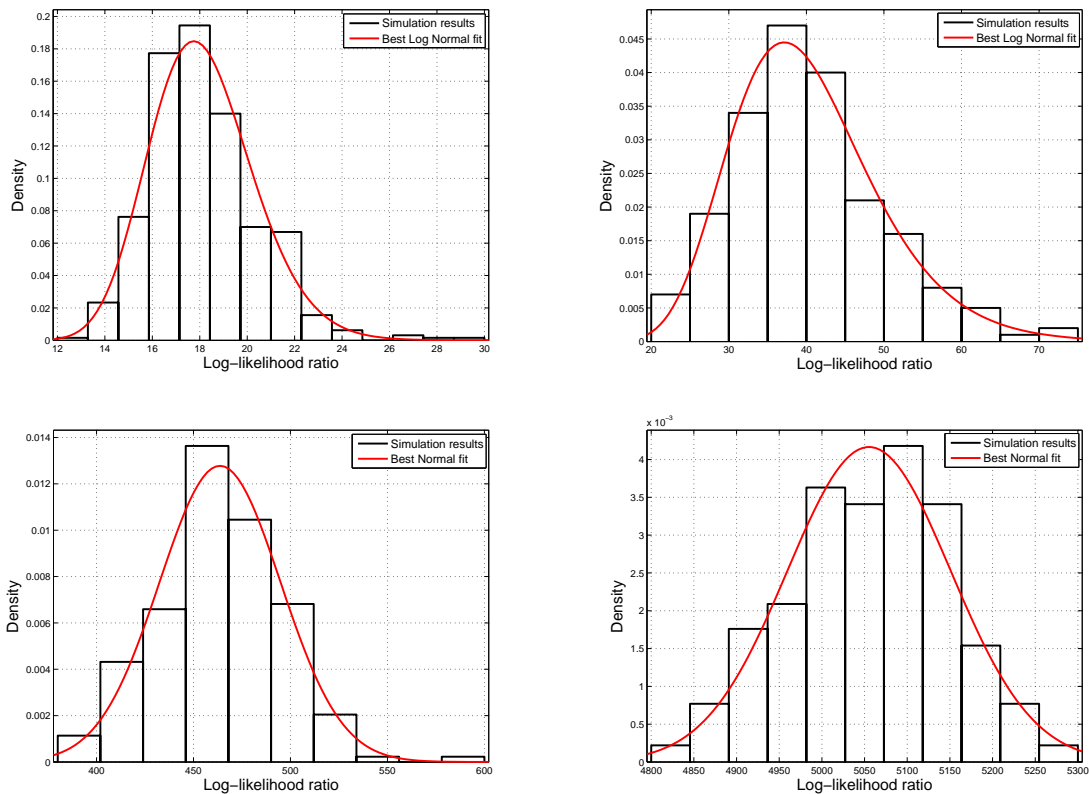 0.2
0.18
0.16
0.14
0.12
0.1
0.08
0.06
0.04
0.02
0
12 14 16 18 20 22 24 26 28 30
Density
Log−likelihood ratio
Simulation results
Best Log Normal fit
0.045
0.04
0.035
0.03
0.025
0.02
0.015
0.01
0.005
0
20 30 40 50 60 70
Density
Log−likelihood ratio
Simulation results
Best Log Normal fit
0.014
0.012
0.01
0.008
0.006
0.004
0.002
0
400 450 500 550 600
Density
Log−likelihood ratio
Simulation results
Best Normal fit
x 10⁻³
4
3.5
3
2.5
2
1.5
1
0.5
0
4800 4850 4900 4950 5000 5050 5100 5150 5200 5250 5300
Density
Log−likelihood ratio
Simulation results
Best Normal fit